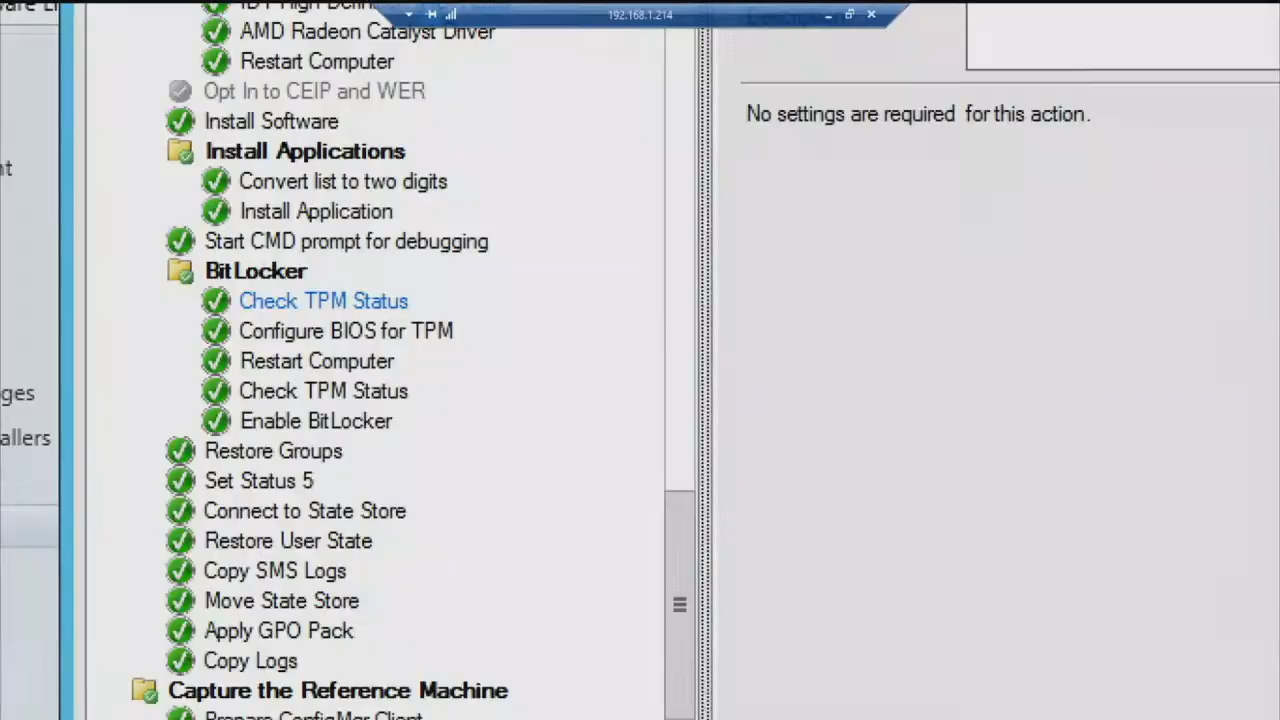 192.168.1.214
AMD Radeon Catalyst Driver
Restart Computer
Opt In to CEIP and WER
Install Software
Install Applications
Convert list to two digits
Install Application
Start CMD prompt for debugging
BitLocker
Check TPM Status
Configure BIOS for TPM
Restart Computer
Check TPM Status
Enable BitLocker
Restore Groups
Set Status 5
Connect to State Store
Restore User State
Copy SMS Logs
Move State Store
Apply GPO Pack
Copy Logs
Capture the Reference Machine
Prepare ConfigMgr Client
No settings are required for this action.
nt
ges
allers